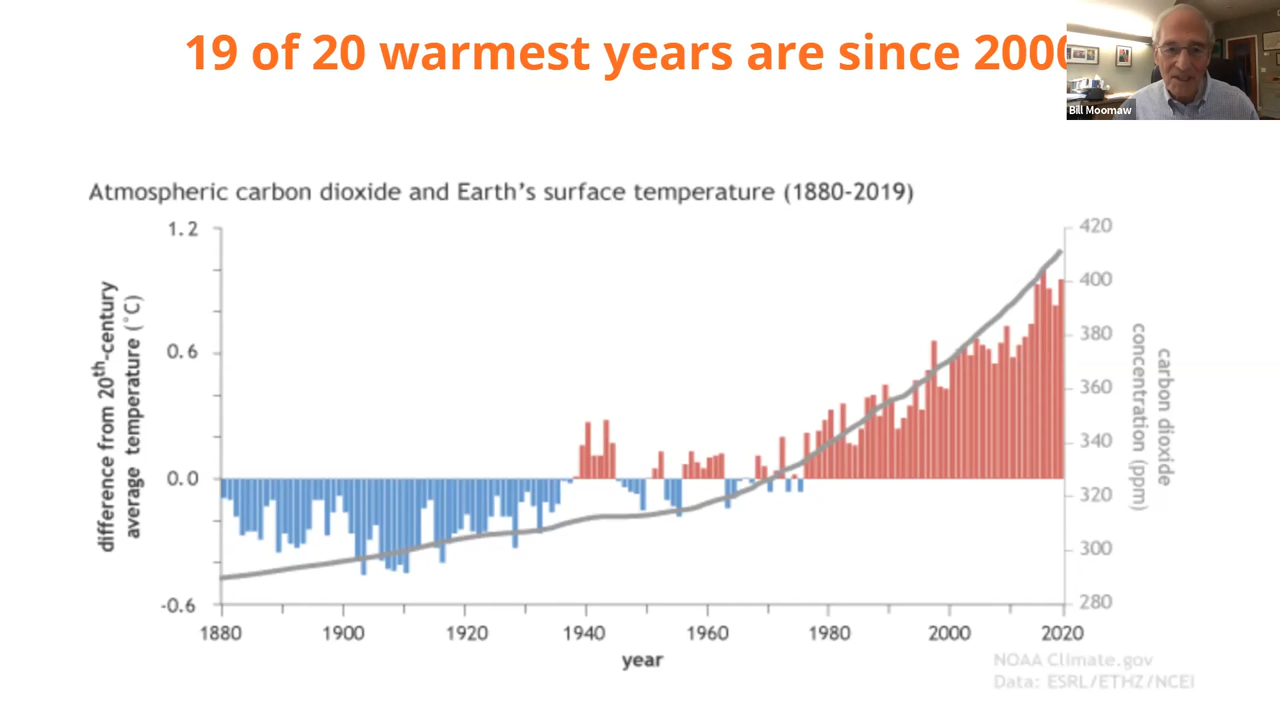 19 of 20 warmest years are since 2000
Bill Moomaw
Atmospheric carbon dioxide and Earth's surface temperature (1880-2019)
difference from 20th-century
average temperature (˚C)
1.2
0.6
0.0
-0.6
420
400
380
360
340
320
300
280
carbon dioxide
concentration (ppm)
1880 1900 1920 1940 1960 1980 2000 2020
year
NOAA Climate.gov
Data: ESRL/ETHZ/NCEI